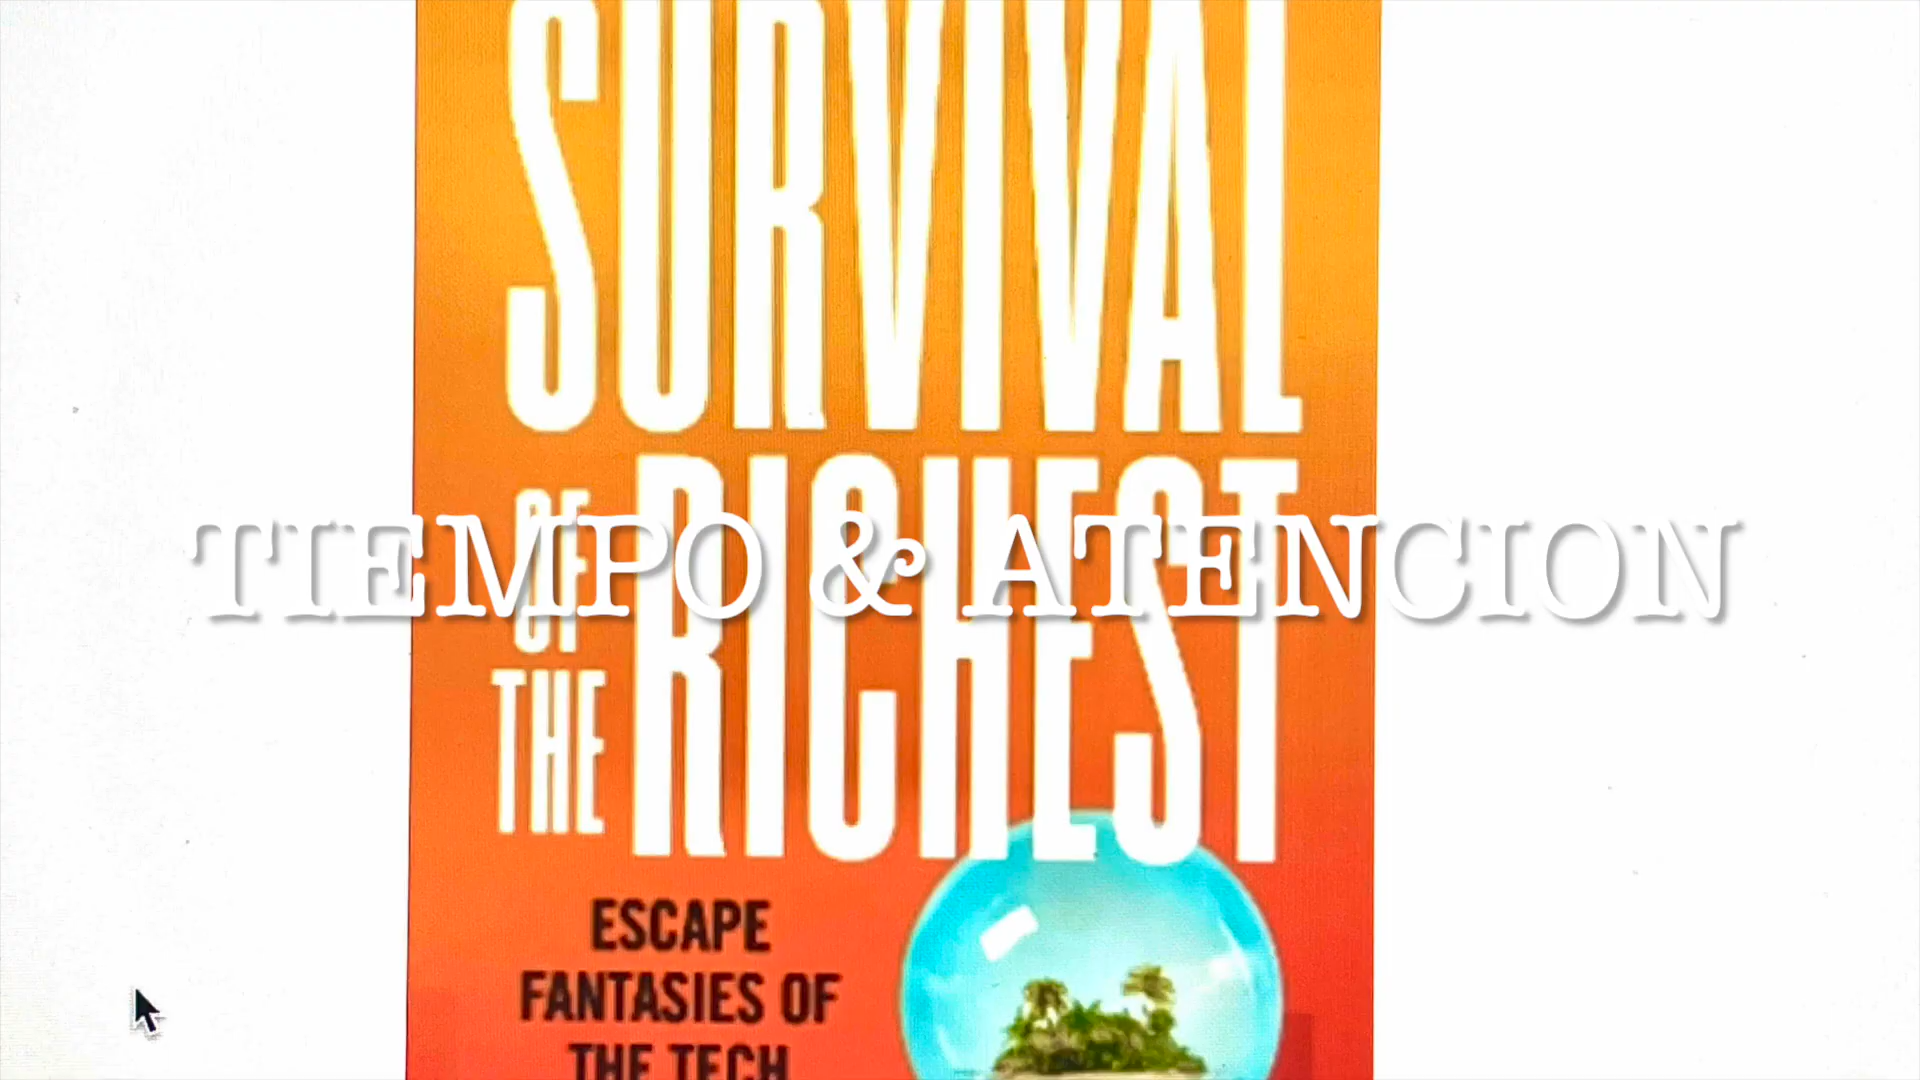 SURVIVAL
OF
THE
RICHEST
TIEMPO & ATENCION
ESCAPE
FANTASIES OF
THE TECH